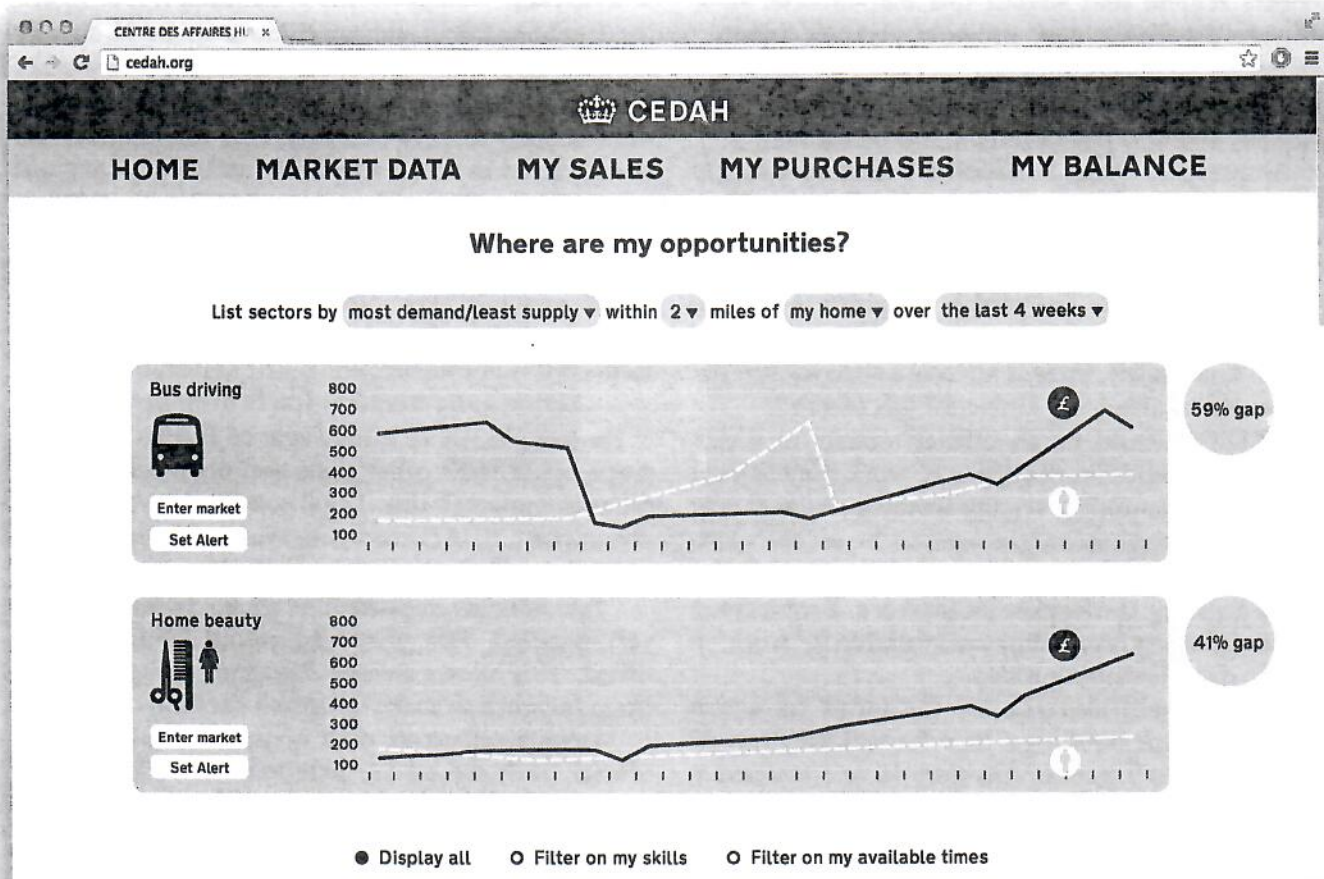 CENTRE DES AFFAIRES HU
cedah.org
CEDAH
HOME MARKET DATA MY SALES MY PURCHASES MY BALANCE
Where are my opportunities?
List sectors by most demand/least supply ▾ within 2 ▾ miles of my home ▾ over the last 4 weeks ▾
Bus driving
Enter market
Set Alert
800
700
600
500
400
300
200
100
£
59% gap
Home beauty
Enter market
Set Alert
800
700
600
500
400
300
200
100
£
41% gap
Display all
Filter on my skills
Filter on my available times